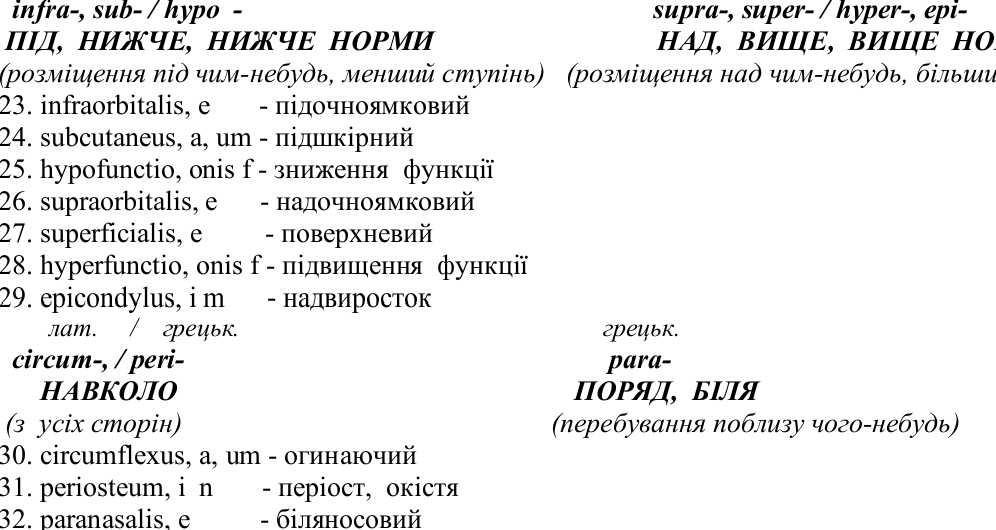 infra-, sub- / hypo - supra-, super- / hyper-, epi-
ПІД, НИЖЧЕ, НИЖЧЕ НОРМИ НАД, ВИЩЕ, ВИЩЕ
(розміщення під чим-небудь, менший ступінь) (розміщення над чим-небудь,
23. infraorbitalis, e - підочноямковий
24. subcutaneus, a, um - підшкірний
25. hypofunctio, onis f - зниження функції
26. supraorbitalis, e - надочноямковий
27. superficialis, e - поверхневий
28. hyperfunctio, onis f - підвищення функції
29. epicondylus, i m - надвиросток
лат. / грецьк. грецьк.
circum-, / peri- para-
НАВКОЛО ПОРЯД, БІЛЯ
(з усіх сторін) (перебування поблизу чого-небудь)
30. circumflexus, a, um - огинаючий
31. periosteum, i n - періост, окістя
32. paranasalis, e - біляносовий